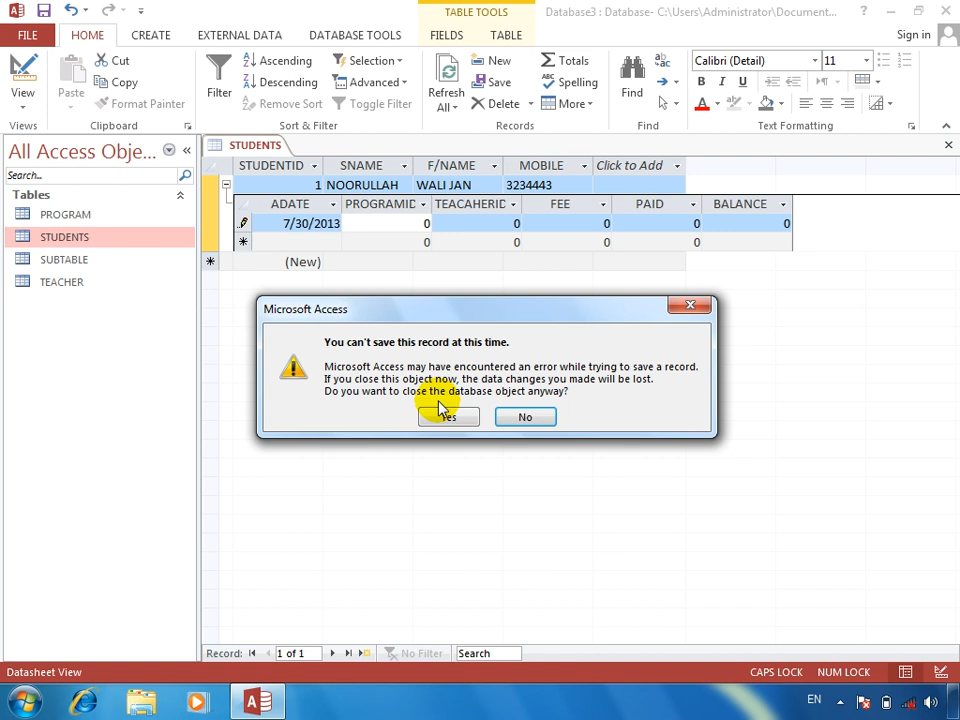 TABLE TOOLS
Database3 : Database- C:\Users\Administrator\Document...
?
FILE
HOME
CREATE
EXTERNAL DATA
DATABASE TOOLS
FIELDS
TABLE
Sign in
View
Views
Paste
Cut
Copy
Format Painter
Clipboard
Filter
Ascending
Descending
Remove Sort
Selection
Advanced
Toggle Filter
Sort & Filter
Refresh
All
New
Save
Delete
Totals
Spelling
More
Records
Find
Find
Calibri (Detail)
11
B I U
Text Formatting
All Access Obje...
Search...
Tables
PROGRAM
STUDENTS
SUBTABLE
TEACHER
STUDENTS
STUDENTID SNAME F/NAME MOBILE Click to Add
1 NOORULLAH WALI JAN 3234443
ADATE PROGRAMID TEACAHERID FEE PAID BALANCE
7/30/2013 0 0 0 0 0
0 0 0 0
(New)
Microsoft Access
You can't save this record at this time.
Microsoft Access may have encountered an error while trying to save a record.
If you close this object now, the data changes you made will be lost.
Do you want to close the database object anyway?
Yes
No
Record: 1 of 1 No Filter Search
Datasheet View
CAPS LOCK
NUM LOCK
EN